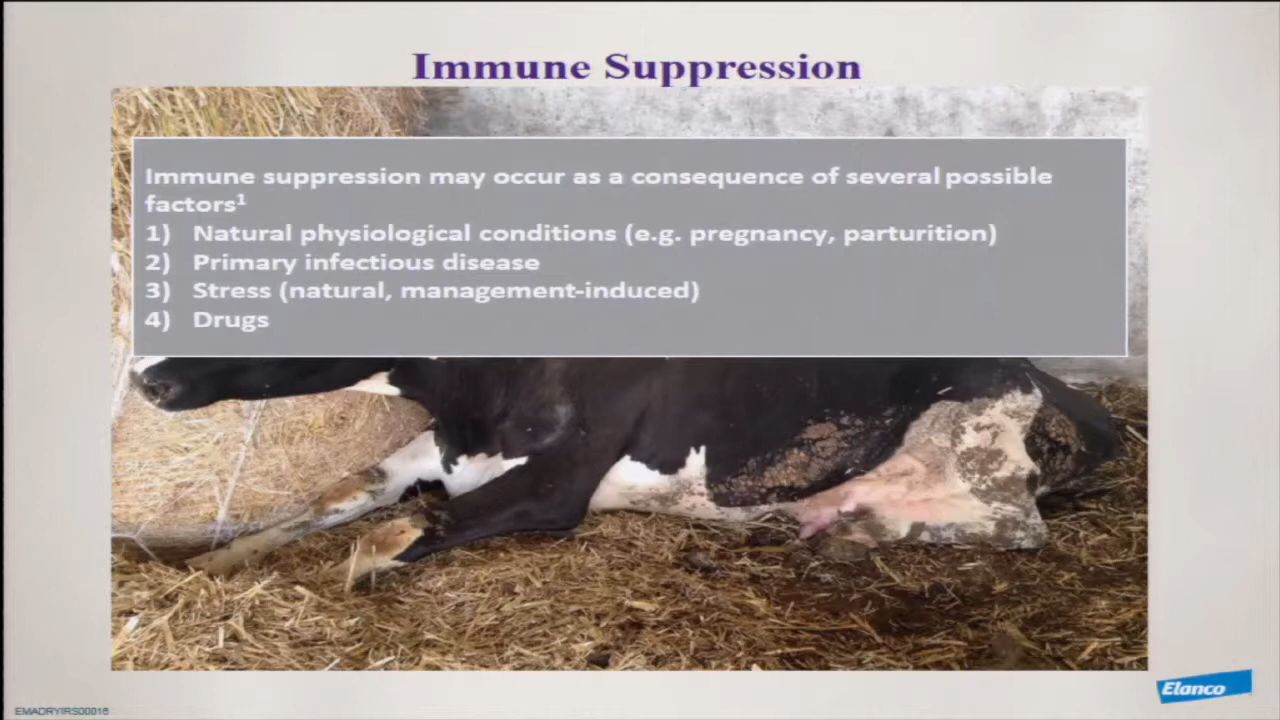 Immune Suppression
Immune suppression may occur as a consequence of several possible
factors¹
1) Natural physiological conditions (e.g. pregnancy, parturition)
2) Primary infectious disease
3) Stress (natural, management-induced)
4) Drugs
Elanco
EMADRYIRS00016